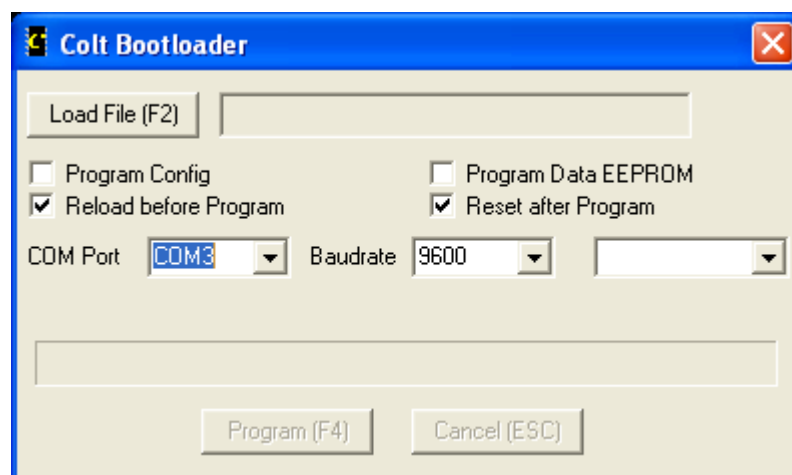 Colt Bootloader
Load File (F2)
Program Config
Program Data EEPROM
Reload before Program
Reset after Program
COM Port COM3 Baudrate 9600
Program (F4) Cancel (ESC)